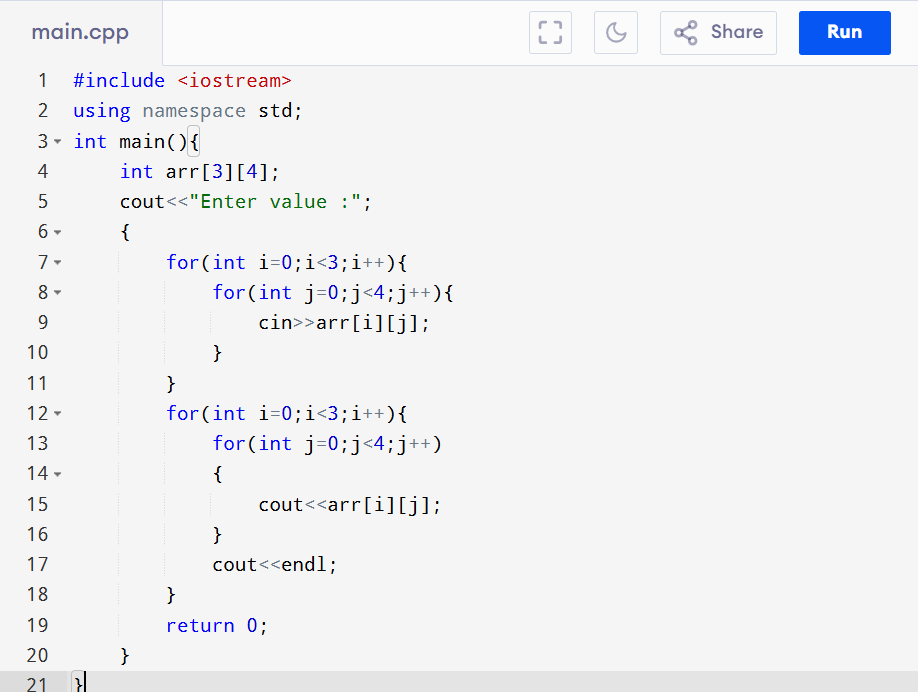 main.cpp
Share
Run
1 #include <iostream>
2 using namespace std;
3 int main(){
4     int arr[3][4];
5     cout<<"Enter value :";
6     {
7         for(int i=0;i<3;i++){
8             for(int j=0;j<4;j++){
9                 cin>>arr[i][j];
10             }
11         }
12         for(int i=0;i<3;i++){
13             for(int j=0;j<4;j++)
14             {
15                 cout<<arr[i][j];
16             }
17             cout<<endl;
18         }
19         return 0;
20     }
21 }